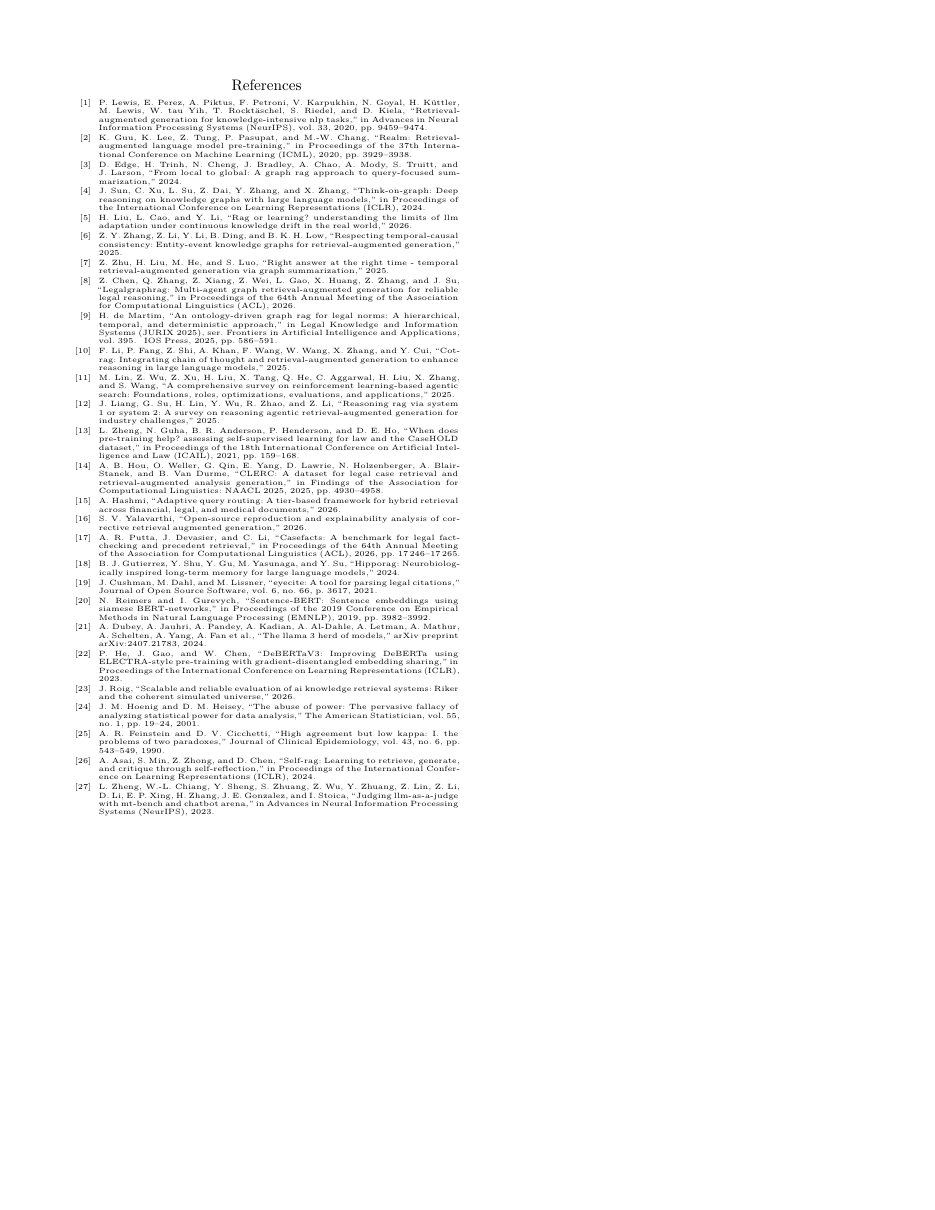 References
[1] P. Lewis, E. Perez, A. Piktus, F. Petroni, V. Karpukhin, N. Goyal, H. Küttler,
M. Lewis, W. tau Yih, T. Rocktäschel, S. Riedel, and D. Kiela, “Retrieval-
augmented generation for knowledge-intensive nlp tasks,” in Advances in Neural
Information Processing Systems (NeurIPS), vol. 33, 2020, pp. 9459–9474.
[2] K. Guu, K. Lee, Z. Tung, P. Pasupat, and M.-W. Chang, “Realm: Retrieval-
augmented language model pre-training,” in Proceedings of the 37th Interna-
tional Conference on Machine Learning (ICML), 2020, pp. 3929–3938.
[3] D. Edge, H. Trinh, N. Cheng, J. Bradley, A. Chao, A. Mody, S. Truitt, and
J. Larson, “From local to global: A graph rag approach to query-focused sum-
marization,” 2024.
[4] J. Sun, C. Xu, L. Su, Z. Dai, Y. Zhang, and X. Zhang, “Think-on-graph: Deep
reasoning on knowledge graphs with large language models,” in Proceedings of
the International Conference on Learning Representations (ICLR), 2024.
[5] H. Liu, L. Cao, and Y. Li, “Rag or learning? understanding the limits of llm
adaptation under continuous knowledge drift in the real world,” 2026.
[6] Z. Y. Zhang, Z. Li, Y. Li, B. Ding, and B. K. H. Low, “Respecting temporal-causal
consistency: Entity-event knowledge graphs for retrieval-augmented generation,”
2025.
[7] Z. Zhu, H. Liu, M. He, and S. Luo, “Right answer at the right time - temporal
retrieval-augmented generation via graph summarization,” 2025.
[8] Z. Chen, Q. Zhang, Z. Xiang, Z. Wei, L. Gao, X. Huang, Z. Zhang, and J. Su,
“Legalgraphrag: Multi-agent graph retrieval-augmented generation for reliable
legal reasoning,” in Proceedings of the 64th Annual Meeting of the Association
for Computational Linguistics (ACL), 2026.
[9] H. de Martim, “An ontology-driven graph rag for legal norms: A hierarchical,
temporal, and deterministic approach,” in Legal Knowledge and Information
Systems (JURIX 2025), ser. Frontiers in Artificial Intelligence and Applications,
vol. 395. IOS Press, 2025, pp. 586–591.
[10] F. Li, P. Fang, Z. Shi, A. Khan, F. Wang, W. Wang, X. Zhang, and Y. Cui, “Cot-
rag: Integrating chain of thought and retrieval-augmented generation to enhance
reasoning in large language models,” 2025.
[11] M. Lin, Z. Wu, Z. Xu, H. Liu, X. Tang, Q. He, C. Aggarwal, H. Liu, X. Zhang,
and S. Wang, “A comprehensive survey on reinforcement learning-based agentic
search: Foundations, roles, optimizations, evaluations, and applications,” 2025.
[12] J. Liang, G. Su, H. Lin, Y. Wu, R. Zhao, and Z. Li, “Reasoning rag via system
1 or system 2: A survey on reasoning agentic retrieval-augmented generation for
industry challenges,” 2025.
[13] L. Zheng, N. Guha, B. R. Anderson, P. Henderson, and D. E. Ho, “When does
pre-training help? assessing self-supervised learning for law and the CaseHOLD
dataset,” in Proceedings of the 18th International Conference on Artificial Intel-
ligence and Law (ICAIL), 2021, pp. 159–168.
[14] A. B. Hou, O. Weller, G. Qin, E. Yang, D. Lawrie, N. Holzenberger, A. Blair-
Stanek, and B. Van Durme, “CLERC: A dataset for legal case retrieval and
retrieval-augmented analysis generation,” in Findings of the Association for
Computational Linguistics: NAACL 2025, 2025, pp. 4930–4958.
[15] A. Hashmi, “Adaptive query routing: A tier-based framework for hybrid retrieval
across financial, legal, and medical documents,” 2026.
[16] S. V. Yalavarthi, “Open-source reproduction and explainability analysis of cor-
rective retrieval augmented generation,” 2026.
[17] A. R. Putta, J. Devasier, and C. Li, “Casefacts: A benchmark for legal fact-
checking and precedent retrieval,” in Proceedings of the 64th Annual Meeting
of the Association for Computational Linguistics (ACL), 2026, pp. 17 246–17 265.
[18] B. J. Gutierrez, Y. Shu, Y. Gu, M. Yasunaga, and Y. Su, “Hipporag: Neurobiolog-
ically inspired long-term memory for large language models,” 2024.
[19] J. Cushman, M. Dahl, and M. Lissner, “eyecite: A tool for parsing legal citations,”
Journal of Open Source Software, vol. 6, no. 66, p. 3617, 2021.
[20] N. Reimers and I. Gurevych, “Sentence-BERT: Sentence embeddings using
siamese BERT-networks,” in Proceedings of the 2019 Conference on Empirical
Methods in Natural Language Processing (EMNLP), 2019, pp. 3982–3992.
[21] A. Dubey, A. Jauhri, A. Pandey, A. Kadian, A. Al-Dahle, A. Letman, A. Mathur,
A. Schelten, A. Yang, A. Fan et al., “The llama 3 herd of models,” arXiv preprint
arXiv:2407.21783, 2024.
[22] P. He, J. Gao, and W. Chen, “DeBERTaV3: Improving DeBERTa using
ELECTRA-style pre-training with gradient-disentangled embedding sharing,” in
Proceedings of the International Conference on Learning Representations (ICLR),
2023.
[23] J. Roig, “Scalable and reliable evaluation of ai knowledge retrieval systems: Riker
and the coherent simulated universe,” 2026.
[24] J. M. Hoenig and D. M. Heisey, “The abuse of power: The pervasive fallacy of
analyzing statistical power for data analysis,” The American Statistician, vol. 55,
no. 1, pp. 19–24, 2001.
[25] A. R. Feinstein and D. V. Cicchetti, “High agreement but low kappa: I. the
problems of two paradoxes,” Journal of Clinical Epidemiology, vol. 43, no. 6, pp.
543–549, 1990.
[26] A. Asai, S. Min, Z. Zhong, and D. Chen, “Self-rag: Learning to retrieve, generate,
and critique through self-reflection,” in Proceedings of the International Confer-
ence on Learning Representations (ICLR), 2024.
[27] L. Zheng, W.-L. Chiang, Y. Sheng, S. Zhuang, Z. Wu, Y. Zhuang, Z. Lin, Z. Li,
D. Li, E. P. Xing, H. Zhang, J. E. Gonzalez, and I. Stoica, “Judging llm-as-a-judge
with mt-bench and chatbot arena,” in Advances in Neural Information Processing
Systems (NeurIPS), 2023.